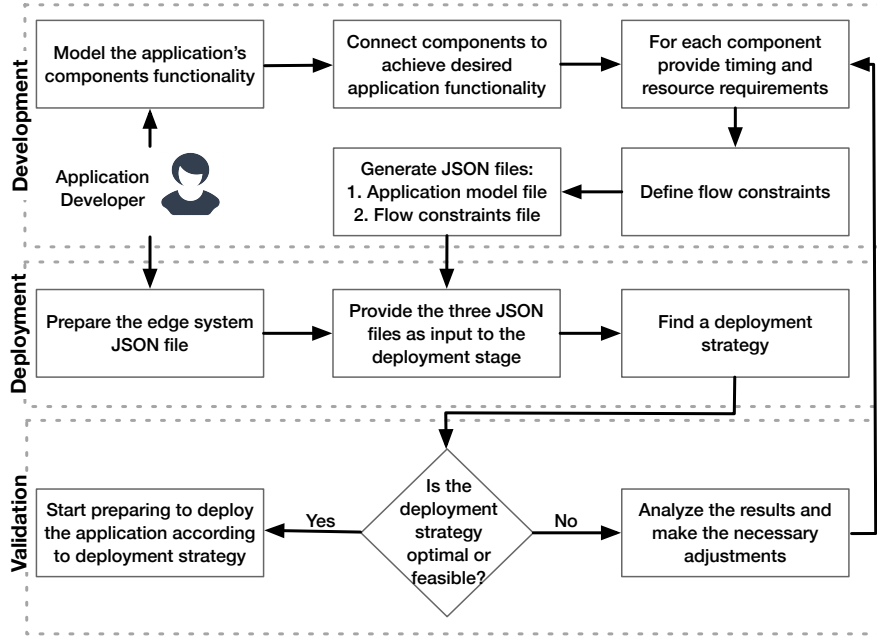 Development
Model the application's
components functionality
Connect components to
achieve desired
application functionality
For each component
provide timing and
resource requirements
Application
Developer
Generate JSON files:
1. Application model file
2. Flow constraints file
Define flow constraints
Deployment
Prepare the edge system
JSON file
Provide the three JSON
files as input to the
deployment stage
Find a deployment
strategy
Validation
Start preparing to deploy
the application according
to deployment strategy
Yes
Is the
deployment
strategy
optimal or
feasible?
No
Analyze the results and
make the necessary
adjustments